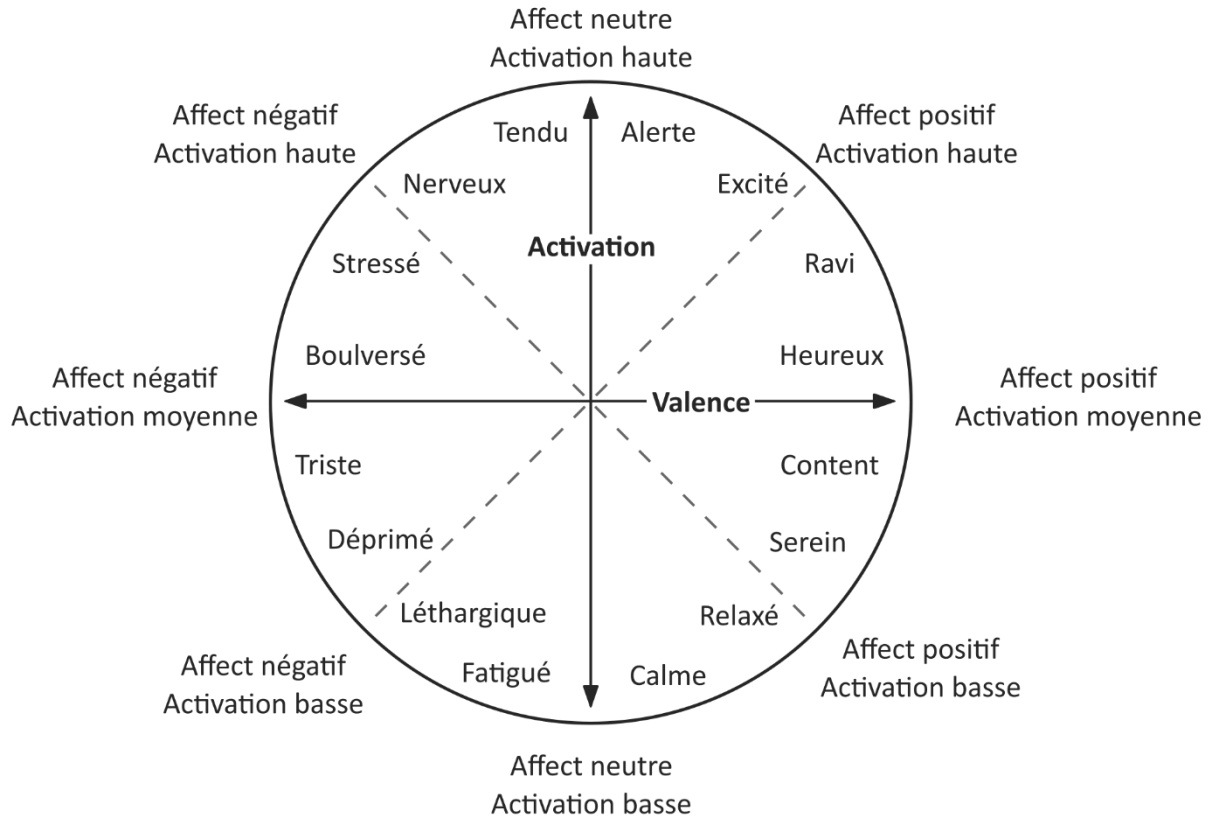 Affect neutre
Activation haute
Affect négatif
Activation haute
Affect positif
Activation haute
Tendu
Alerte
Nerveux
Excité
Activation
Stressé
Ravi
Boulversé
Heureux
Affect négatif
Activation moyenne
Valence
Affect positif
Activation moyenne
Triste
Content
Déprimé
Serein
Léthargique
Relaxé
Fatigué
Calme
Affect négatif
Activation basse
Affect positif
Activation basse
Affect neutre
Activation basse